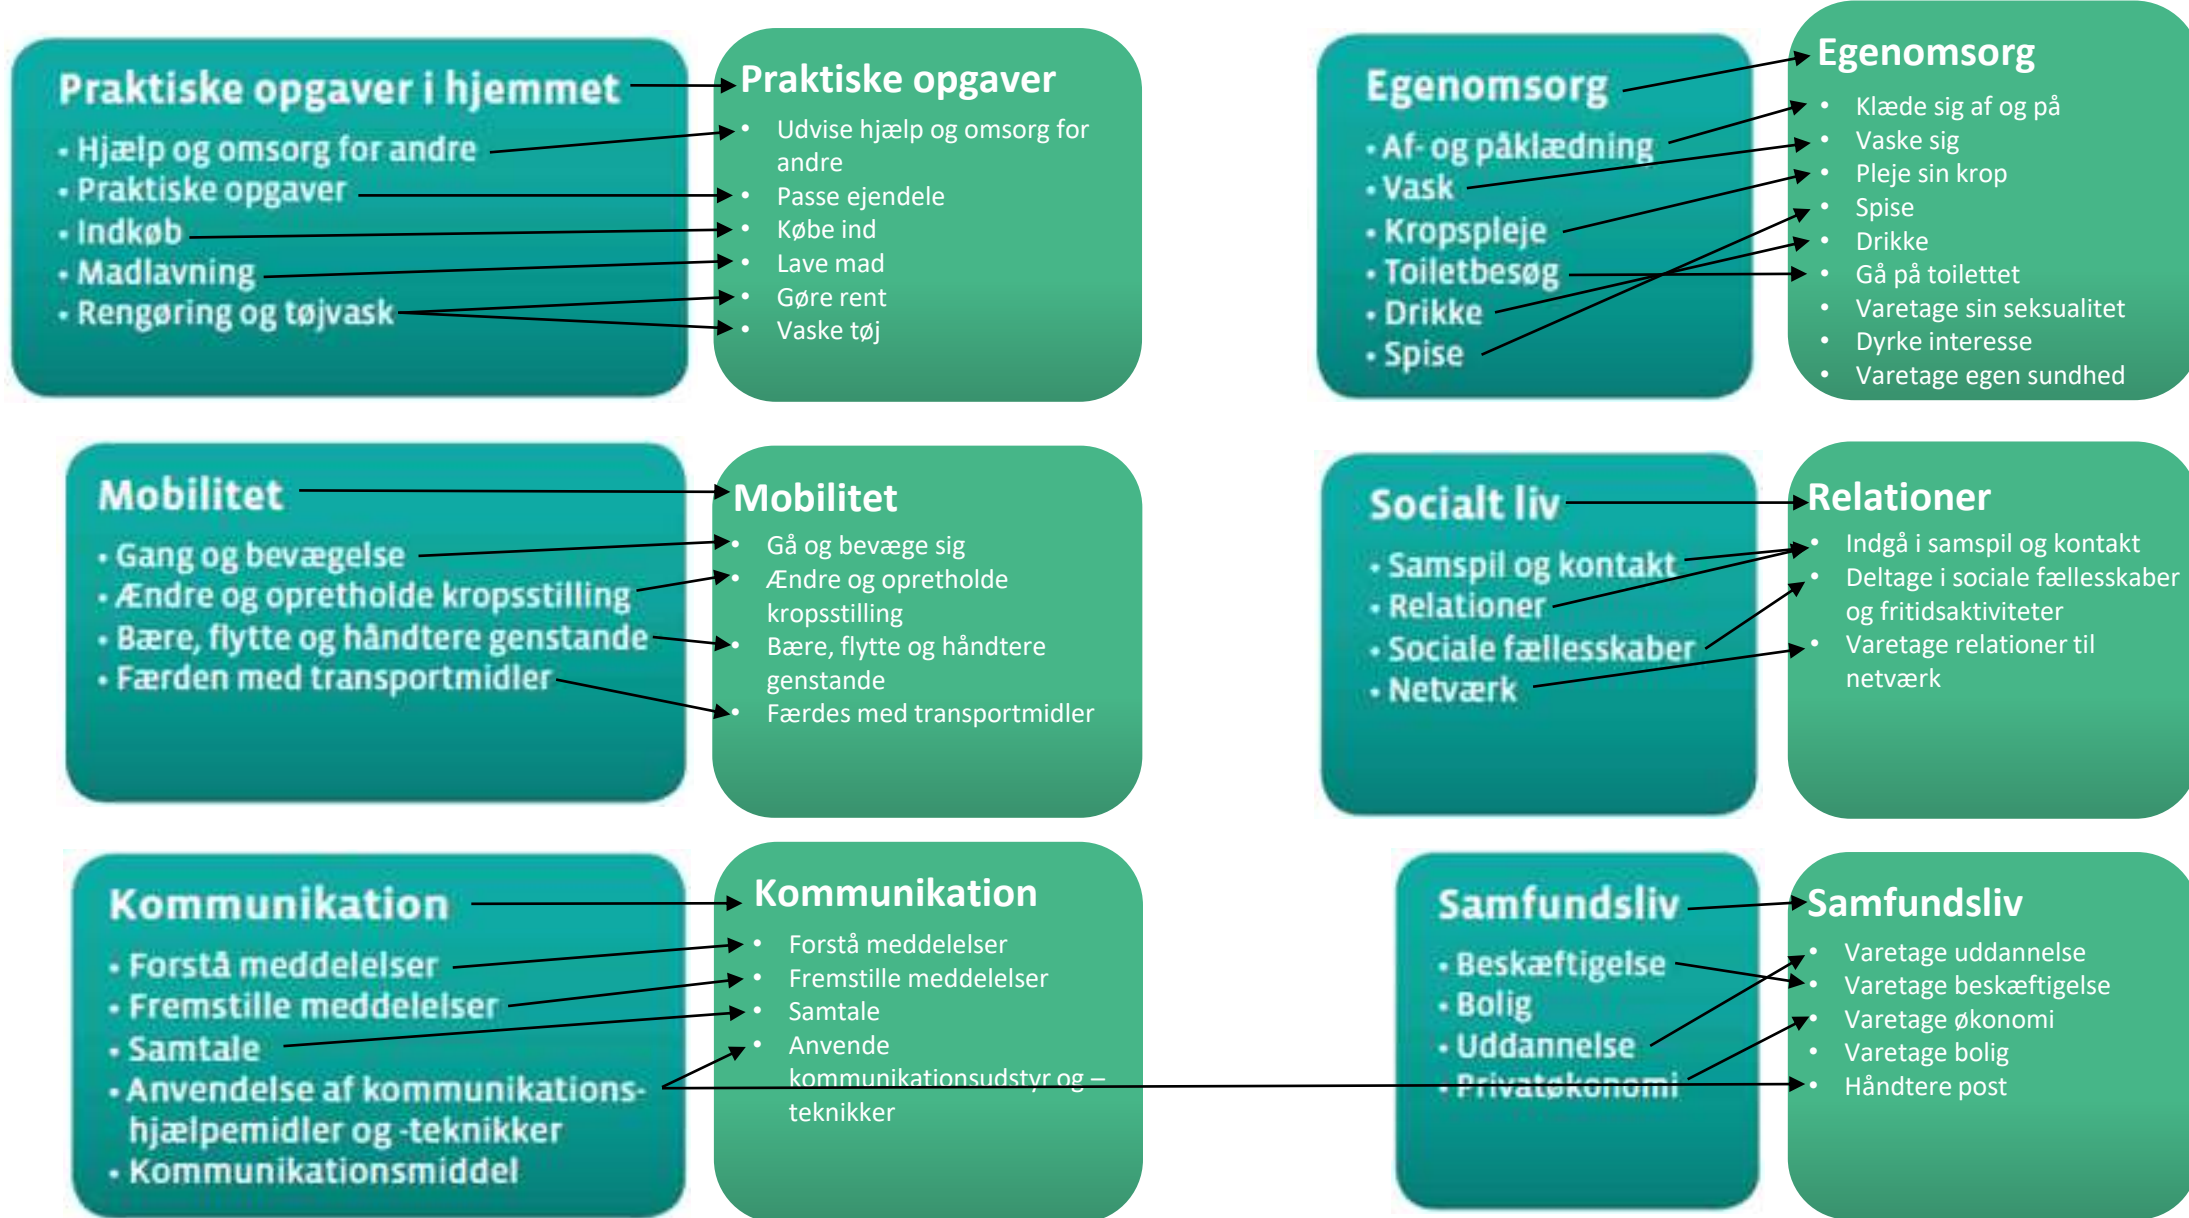 Praktiske opgaver i hjemmet
• Hjælp og omsorg for andre
• Praktiske opgaver
• Indkøb
• Madlavning
• Rengøring og tøjvask
Praktiske opgaver
• Udvise hjælp og omsorg for
andre
• Passe ejendele
• Købe ind
• Lave mad
• Gøre rent
• Vaske tøj
Egenomsorg
• Af- og påklædning
• Vask
• Kropspleje
• Toiletbesøg
• Drikke
• Spise
Egenomsorg
• Klæde sig af og på
• Vaske sig
• Pleje sin krop
• Spise
• Drikke
• Gå på toilettet
• Varetage sin seksualitet
• Dyrke interesse
• Varetage egen sundhed
Mobilitet
• Gang og bevægelse
• Ændre og opretholde kropsstilling
• Bære, flytte og håndtere genstande
• Færden med transportmidler
Mobilitet
• Gå og bevæge sig
• Ændre og opretholde
kropsstilling
• Bære, flytte og håndtere
genstande
• Færdes med transportmidler
Socialt liv
• Samspil og kontakt
• Relationer
• Sociale fællesskaber
• Netværk
Relationer
• Indgå i samspil og kontakt
• Deltage i sociale fællesskaber
og fritidsaktiviteter
• Varetage relationer til
netværk
Kommunikation
• Forstå meddelelser
• Fremstille meddelelser
• Samtale
• Anvendelse af kommunikations-
hjælpemidler og -teknikker
• Kommunikationsmiddel
Kommunikation
• Forstå meddelelser
• Fremstille meddelelser
• Samtale
• Anvende
kommunikationsudstyr og –
teknikker
Samfundsliv
• Beskæftigelse
• Bolig
• Uddannelse
• Privatøkonomi
Samfundsliv
• Varetage uddannelse
• Varetage beskæftigelse
• Varetage økonomi
• Varetage bolig
• Håndtere post